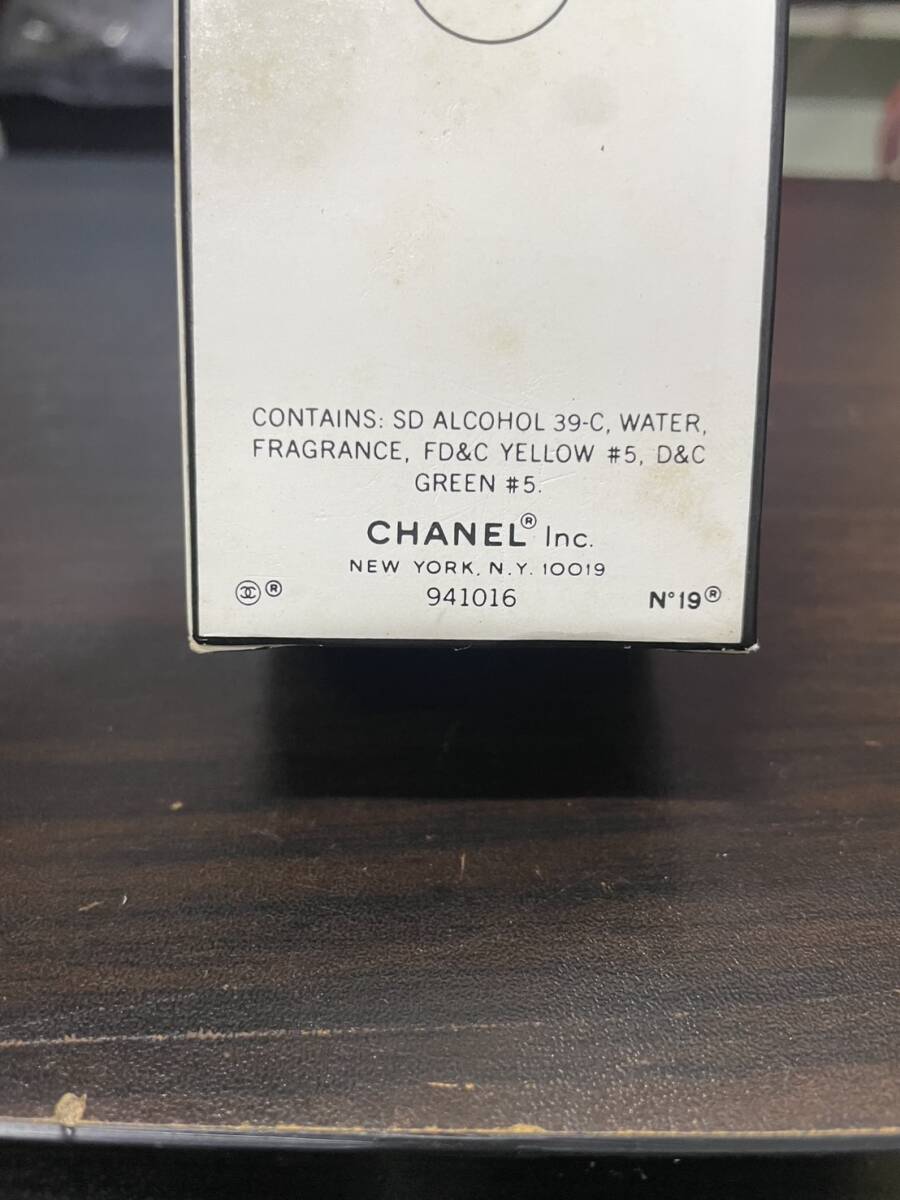 CONTAINS: SD ALCOHOL 39-C, WATER,
FRAGRANCE, FD&C YELLOW #5, D&C
GREEN #5.
CHANEL® Inc.
NEW YORK, N.Y. 10019
® 941016 N°19®